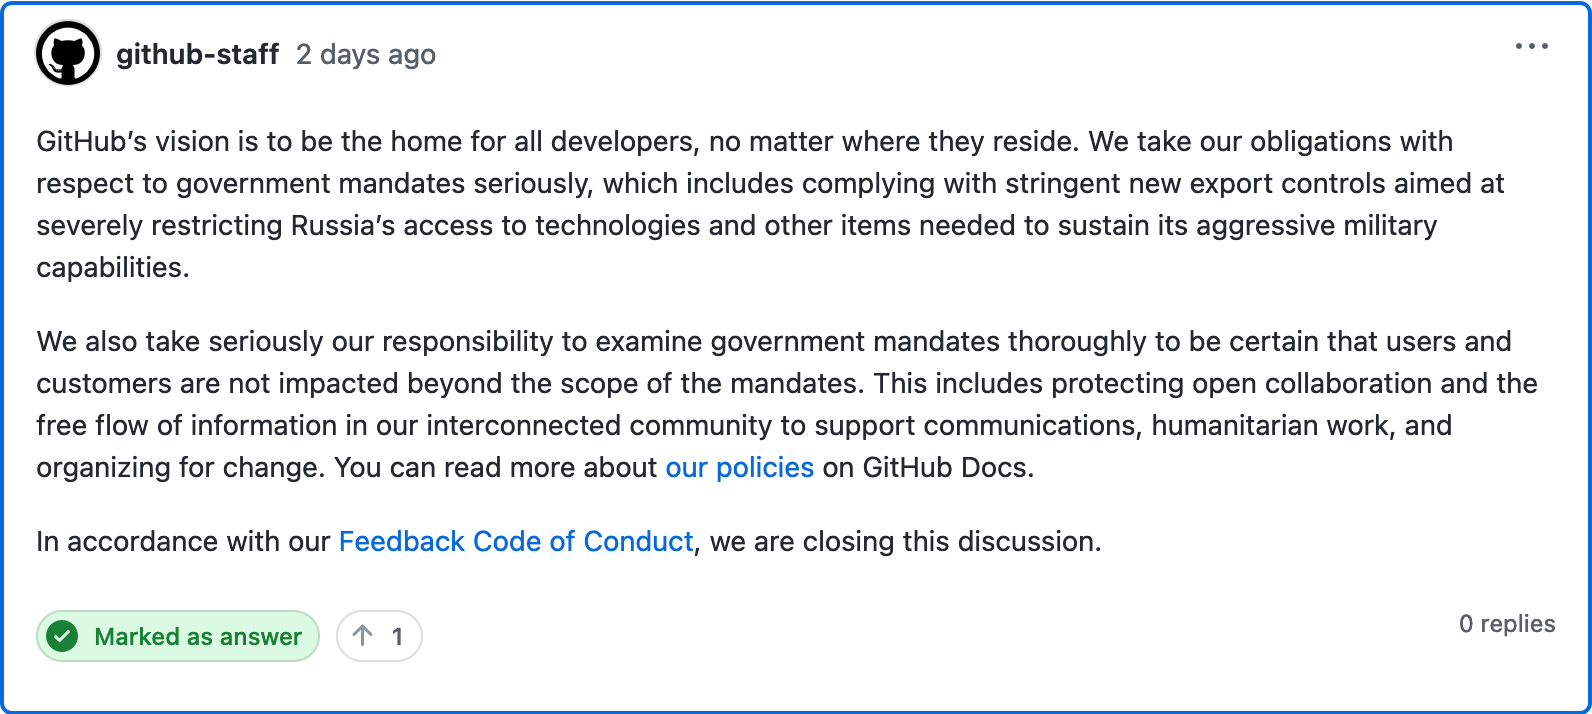 github-staff 2 days ago
GitHub’s vision is to be the home for all developers, no matter where they reside. We take our obligations with
respect to government mandates seriously, which includes complying with stringent new export controls aimed at
severely restricting Russia’s access to technologies and other items needed to sustain its aggressive military
capabilities.
We also take seriously our responsibility to examine government mandates thoroughly to be certain that users and
customers are not impacted beyond the scope of the mandates. This includes protecting open collaboration and the
free flow of information in our interconnected community to support communications, humanitarian work, and
organizing for change. You can read more about our policies on GitHub Docs.
In accordance with our Feedback Code of Conduct, we are closing this discussion.
Marked as answer 1
0 replies